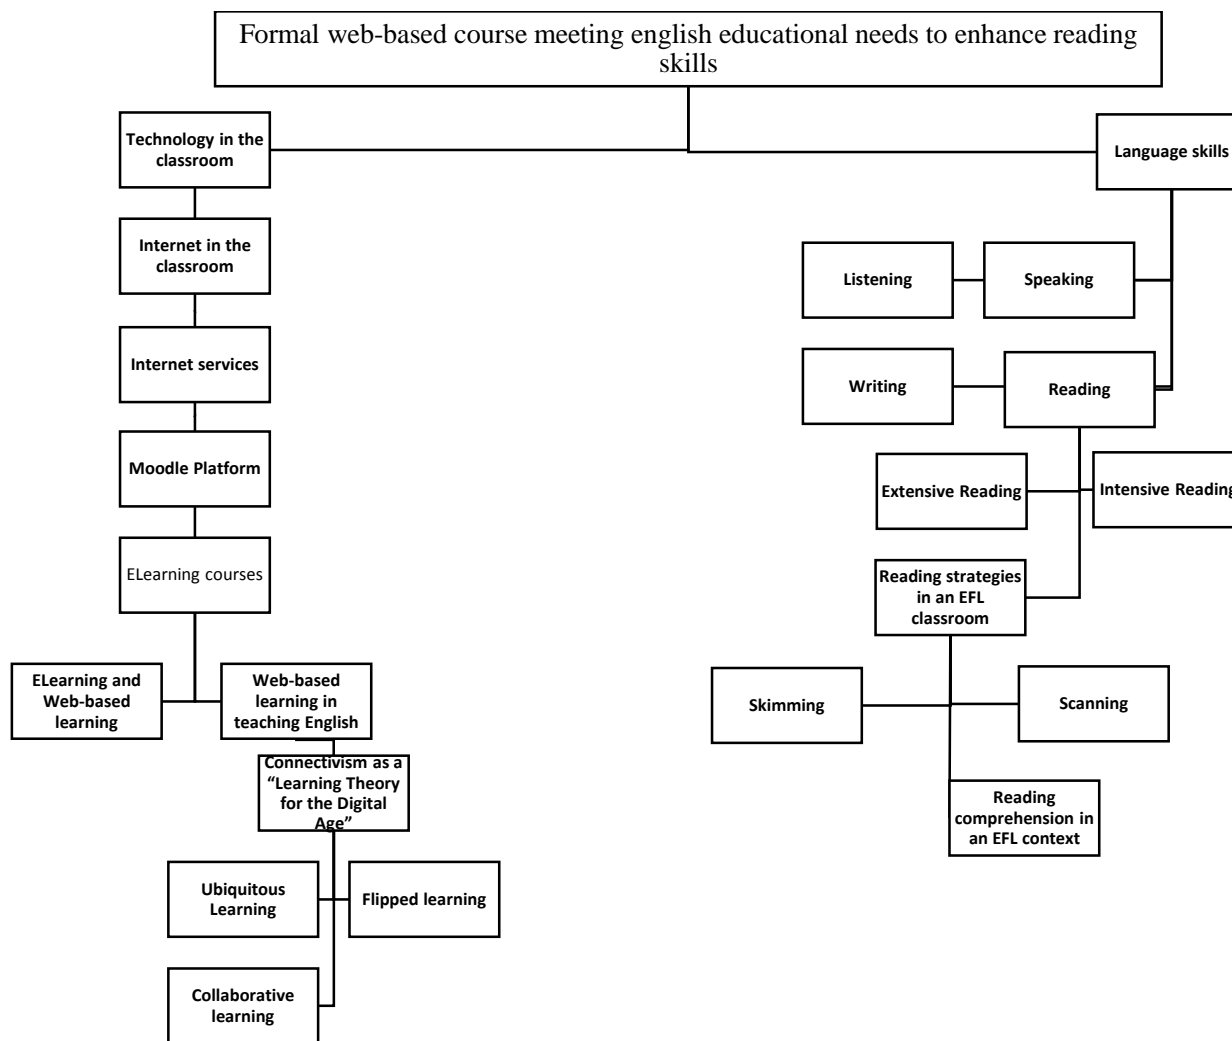 Formal web-based course meeting english educational needs to enhance reading
skills
Technology in the
classroom
Language skills
Internet in the
classroom
Listening
Speaking
Internet services
Writing
Reading
Moodle Platform
Extensive Reading
Intensive Reading
ELearning courses
Reading strategies
in an EFL
classroom
ELearning and
Web-based
learning
Web-based
learning in
teaching English
Skimming
Scanning
Connectivism as a
“Learning Theory
for the Digital
Age”
Reading
comprehension in
an EFL context
Ubiquitous
Learning
Flipped learning
Collaborative
learning